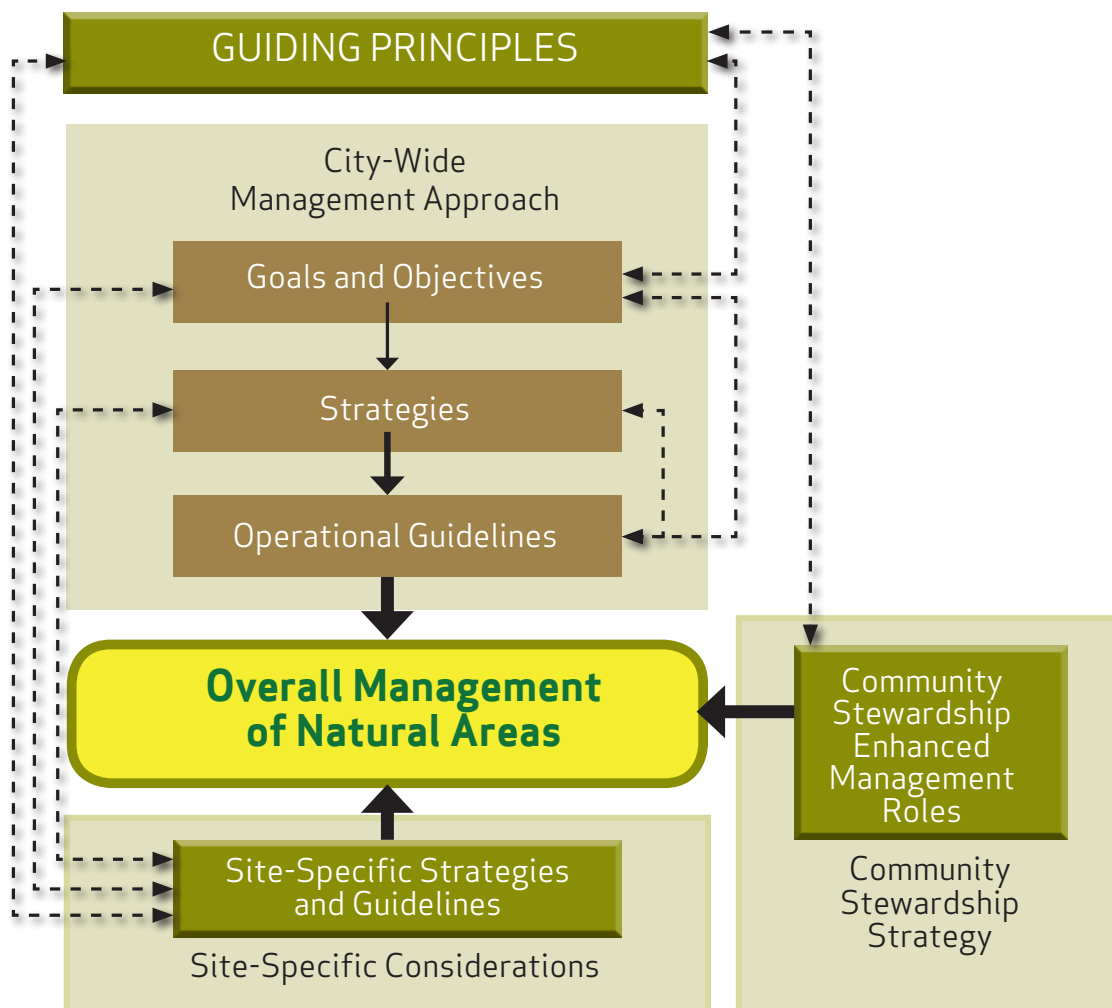 GUIDING PRINCIPLES
City-Wide
Management Approach
Goals and Objectives
Strategies
Operational Guidelines
Overall Management
of Natural Areas
Community
Stewardship
Enhanced
Management
Roles
Community
Stewardship
Strategy
Site-Specific Strategies
and Guidelines
Site-Specific Considerations